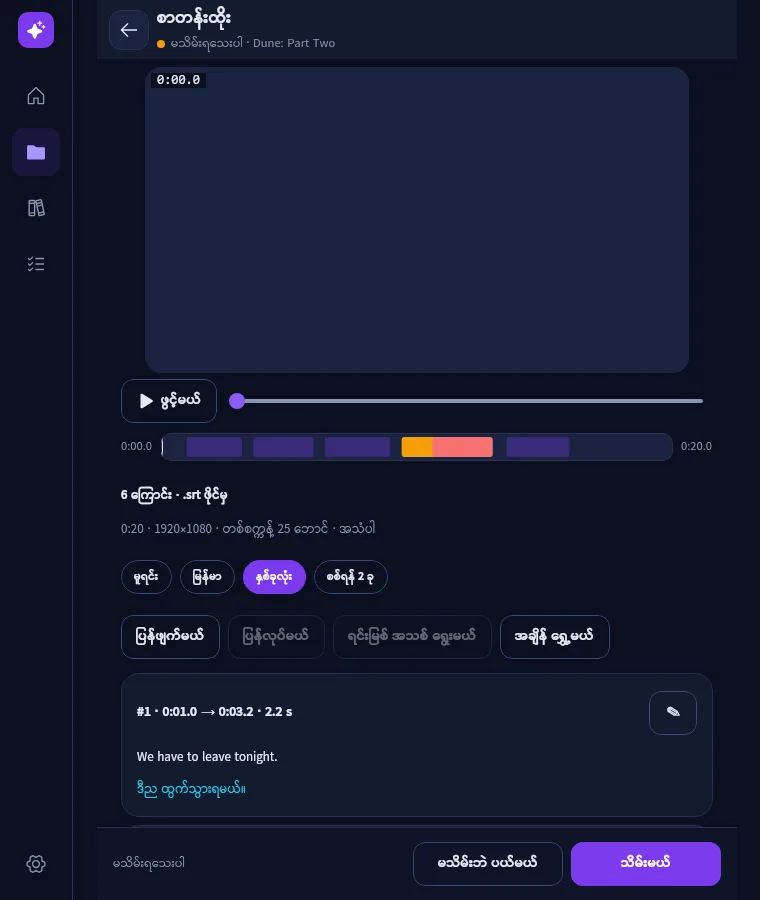 စာတန်းထိုး
မသိမ်းရသေးပါ · Dune: Part Two
0:00.0
ဖွင့်မယ်
0:00.0
0:20.0
6 ကြောင်း · .srt ဖိုင်မှ
0:20 · 1920×1080 · တစ်စက္ကန့် 25 ဘောင် · အသံပါ
မူရင်း
မြန်မာ
နှစ်ခုလုံး
စစ်ရန် 2 ခု
ပြန်ဖျက်မယ်
ပြန်လုပ်မယ်
ရင်းမြစ် အသစ် ရွေးမယ်
အချိန် ရွှေ့မယ်
#1 · 0:01.0 → 0:03.2 · 2.2 s
We have to leave tonight.
ဒီည ထွက်သွားရမယ်။
မသိမ်းရသေးပါ
မသိမ်းဘဲ ပယ်မယ်
သိမ်းမယ်